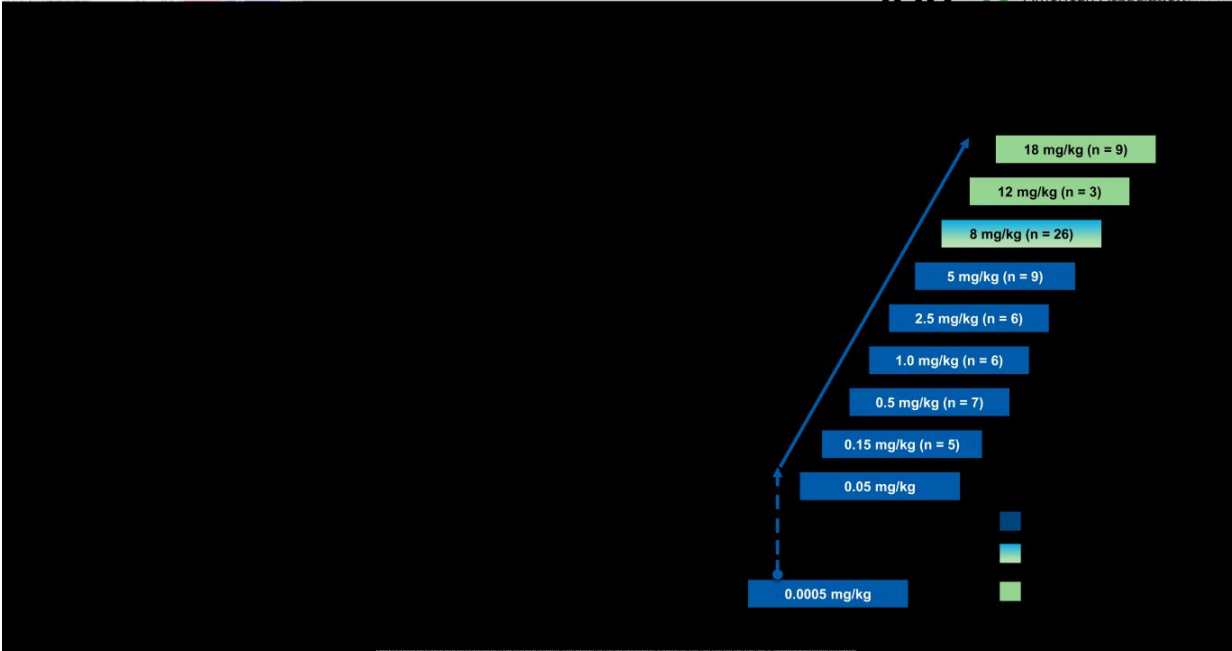 18 mg/kg (n = 9)
12 mg/kg (n = 3)
8 mg/kg (n = 26)
5 mg/kg (n = 9)
2.5 mg/kg (n = 6)
1.0 mg/kg (n = 6)
0.5 mg/kg (n = 7)
0.15 mg/kg (n = 5)
0.05 mg/kg
0.0005 mg/kg